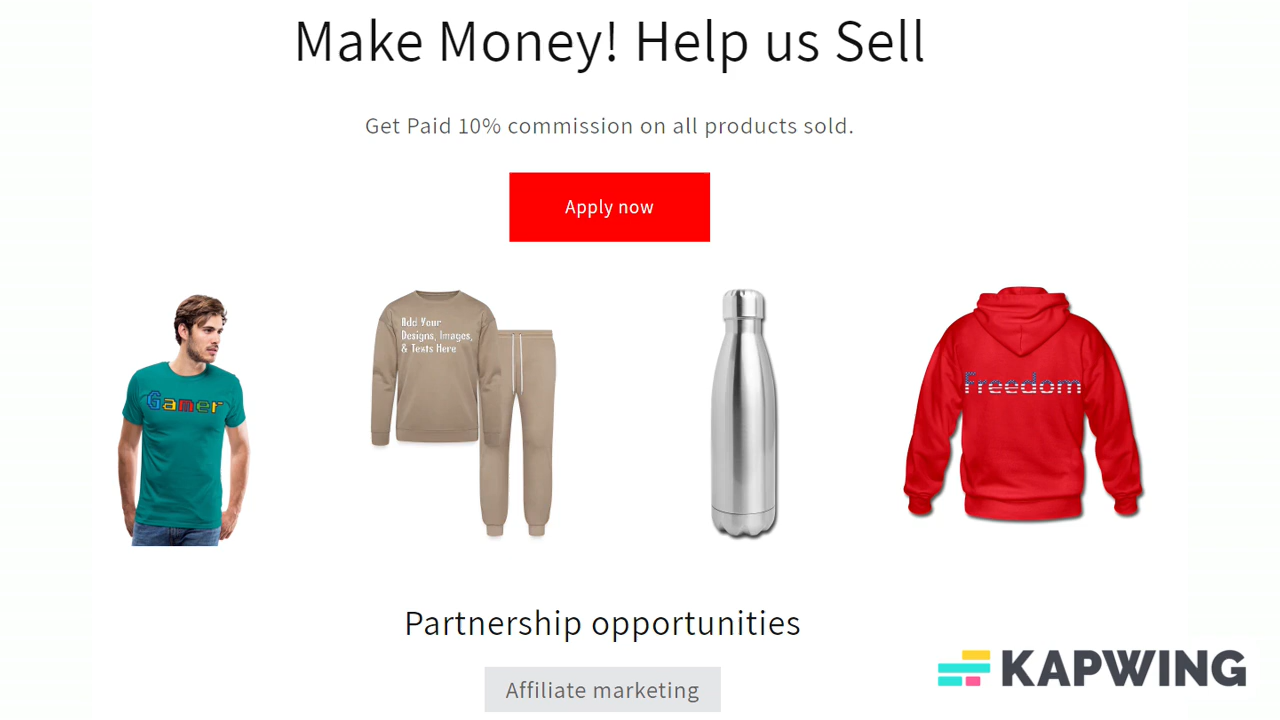 Make Money! Help us Sell
Get Paid 10% commission on all products sold.
Apply now
Gamer
Add Your
Designs, Images,
& Texts Here
Freedom
Partnership opportunities
Affiliate marketing
KAPWING